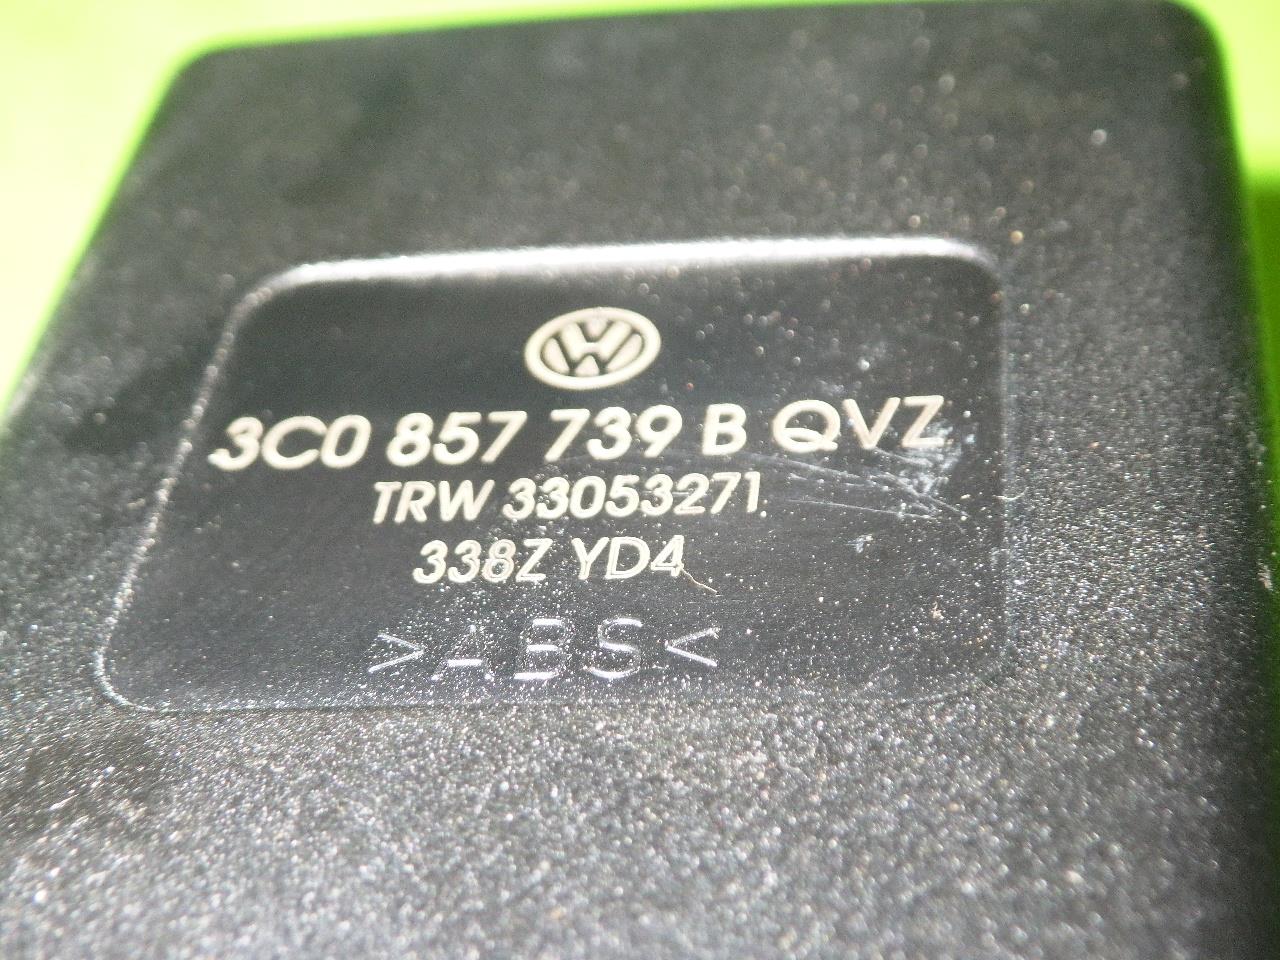 3C0 857 739 B QVZ
TRW 33053271
338Z YD4
>ABS<